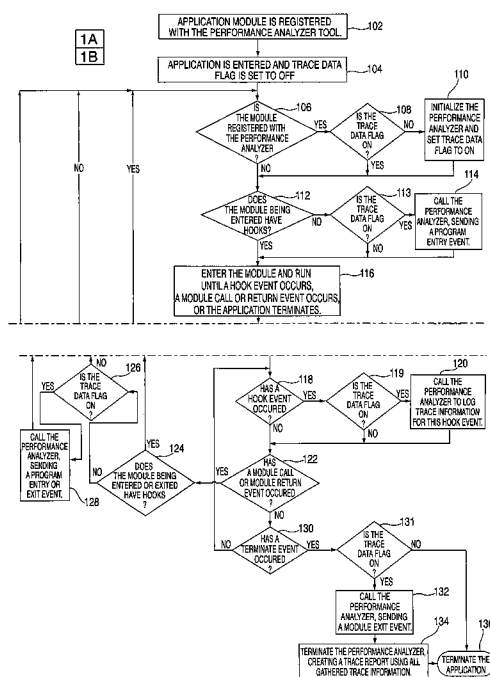 1A
1B
APPLICATION MODULE IS REGISTERED
WITH THE PERFORMANCE ANALYZER TOOL.
102
APPLICATION IS ENTERED AND TRACE DATA
FLAG IS SET TO OFF
104
NO
YES
IS
THE MODULE
REGISTERED WITH
THE PERFORMANCE
ANALYZER
?
106
YES
NO
IS THE
TRACE
DATA FLAG
ON
?
108
NO
YES
110
INITIALIZE THE
PERFORMANCE
ANALYZER AND
SET TRACE DATA
FLAG TO ON
DOES
THE MODULE BEING
ENTERED HAVE
HOOKS?
112
NO
YES
IS THE
TRACE
DATA FLAG
ON
?
113
YES
NO
114
CALL THE
PERFORMANCE
ANALYZER, SENDING
A PROGRAM
ENTRY EVENT.
ENTER THE MODULE AND RUN
UNTIL A HOOK EVENT OCCURS,
A MODULE CALL OR RETURN EVENT OCCURS,
OR THE APPLICATION TERMINATES.
116
126
NO
YES
IS THE
TRACE
DATA FLAG
ON
?
CALL THE
PERFORMANCE
ANALYZER,
SENDING
A PROGRAM
ENTRY OR
EXIT EVENT.
128
124
YES
NO
DOES
THE MODULE BEING
ENTERED OR EXITED
HAVE HOOKS
?
118
HAS A
HOOK EVENT
OCCURED
?
YES
NO
119
IS THE
TRACE
DATA FLAG
ON
?
YES
NO
120
CALL THE
PERFORMANCE
ANALYZER TO LOG
TRACE INFORMATION
FOR THIS HOOK EVENT.
122
HAS
A MODULE CALL
OR MODULE RETURN
EVENT OCCURED
?
YES
NO
130
HAS A
TERMINATE EVENT
OCCURED
?
NO
YES
131
IS THE
TRACE
DATA FLAG
ON
?
NO
YES
132
CALL THE
PERFORMANCE
ANALYZER, SENDING
A MODULE EXIT EVENT.
134
TERMINATE THE PERFORMANCE ANALYZER,
CREATING A TRACE REPORT USING ALL
GATHERED TRACE INFORMATION.
TERMINATE THE
APPLICATION